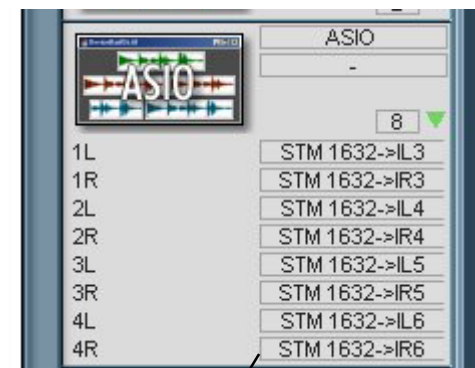 ASIO
-
ASIO
8
1L STM 1632->IL3
1R STM 1632->IR3
2L STM 1632->IL4
2R STM 1632->IR4
3L STM 1632->IL5
3R STM 1632->IR5
4L STM 1632->IL6
4R STM 1632->IR6